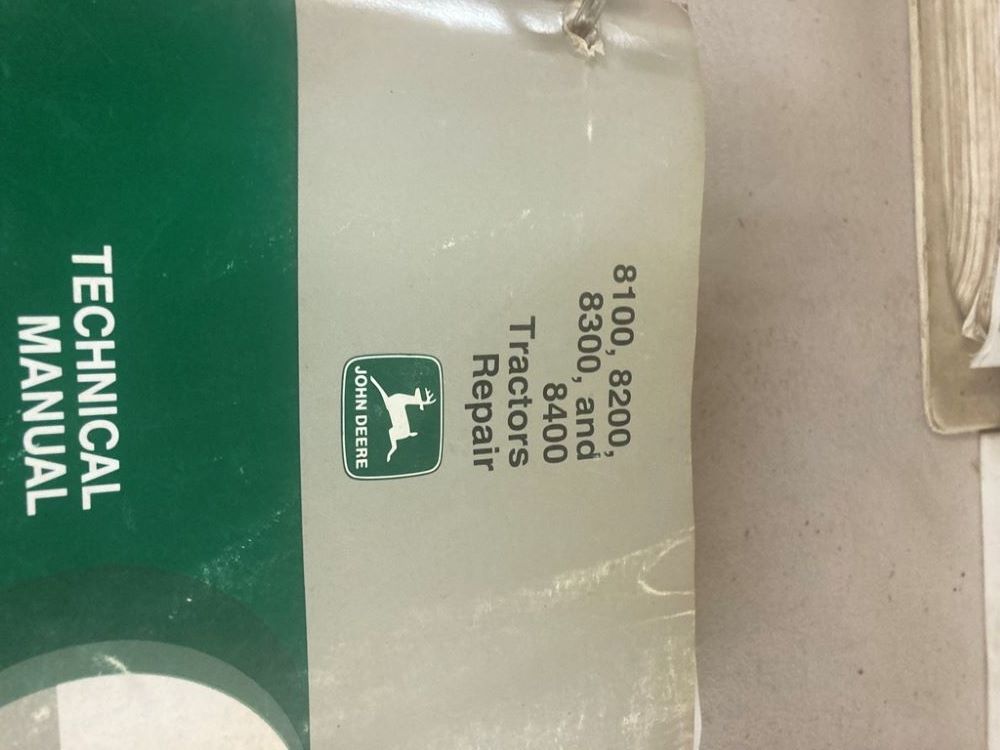 8100, 8200,
8300, and
8400
Tractors
Repair
JOHN DEERE
TECHNICAL
MANUAL